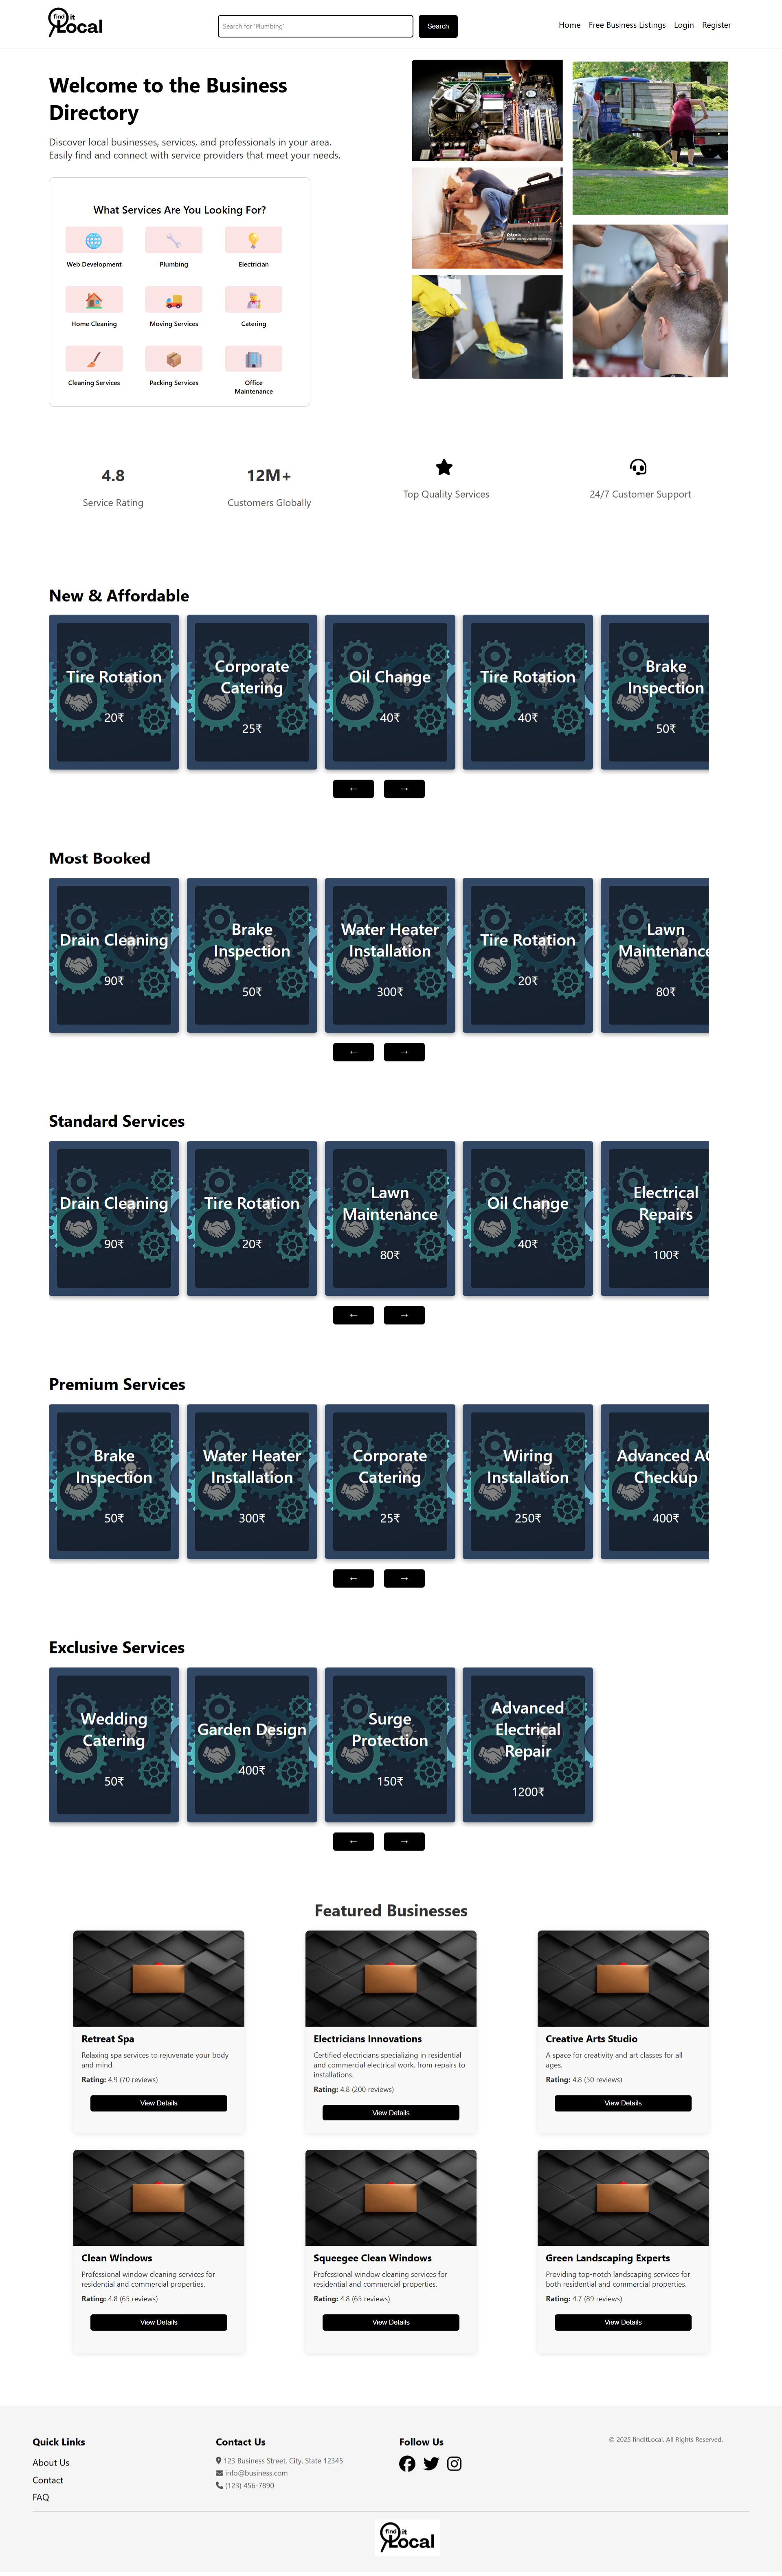 find it
Local
Search for 'Plumbing'
Search
Home
Free Business Listings
Login
Register
Welcome to the Business
Directory
Discover local businesses, services, and professionals in your area.
Easily find and connect with service providers that meet your needs.
What Services Are You Looking For?
Web Development
Plumbing
Electrician
Home Cleaning
Moving Services
Catering
Cleaning Services
Packing Services
Office
Maintenance
iStock
4.8
Service Rating
12M+
Customers Globally
Top Quality Services
24/7 Customer Support
New & Affordable
Tire Rotation
20₹
Corporate
Catering
25₹
Oil Change
40₹
Tire Rotation
40₹
Brake
Inspection
50₹
←
→
Most Booked
Drain Cleaning
90₹
Brake
Inspection
50₹
Water Heater
Installation
300₹
Tire Rotation
20₹
Lawn
Maintenance
80₹
←
→
Standard Services
Drain Cleaning
90₹
Tire Rotation
20₹
Lawn
Maintenance
80₹
Oil Change
40₹
Electrical
Repairs
100₹
←
→
Premium Services
Brake
Inspection
50₹
Water Heater
Installation
300₹
Corporate
Catering
25₹
Wiring
Installation
250₹
Advanced AC
Checkup
400₹
←
→
Exclusive Services
Wedding
Catering
50₹
Garden Design
400₹
Surge
Protection
150₹
Advanced
Electrical
Repair
1200₹
←
→
Featured Businesses
Retreat Spa
Relaxing spa services to rejuvenate your body
and mind.
Rating: 4.9 (70 reviews)
View Details
Electricians Innovations
Certified electricians specializing in residential
and commercial electrical work, from repairs to
installations.
Rating: 4.8 (200 reviews)
View Details
Creative Arts Studio
A space for creativity and art classes for all
ages.
Rating: 4.8 (50 reviews)
View Details
Clean Windows
Professional window cleaning services for
residential and commercial properties.
Rating: 4.8 (65 reviews)
View Details
Squeegee Clean Windows
Professional window cleaning services for
residential and commercial properties.
Rating: 4.8 (65 reviews)
View Details
Green Landscaping Experts
Providing top-notch landscaping services for
both residential and commercial properties.
Rating: 4.7 (89 reviews)
View Details
Quick Links
About Us
Contact
FAQ
Contact Us
123 Business Street, City, State 12345
info@business.com
(123) 456-7890
Follow Us
© 2025 findItLocal. All Rights Reserved.
find it
Local